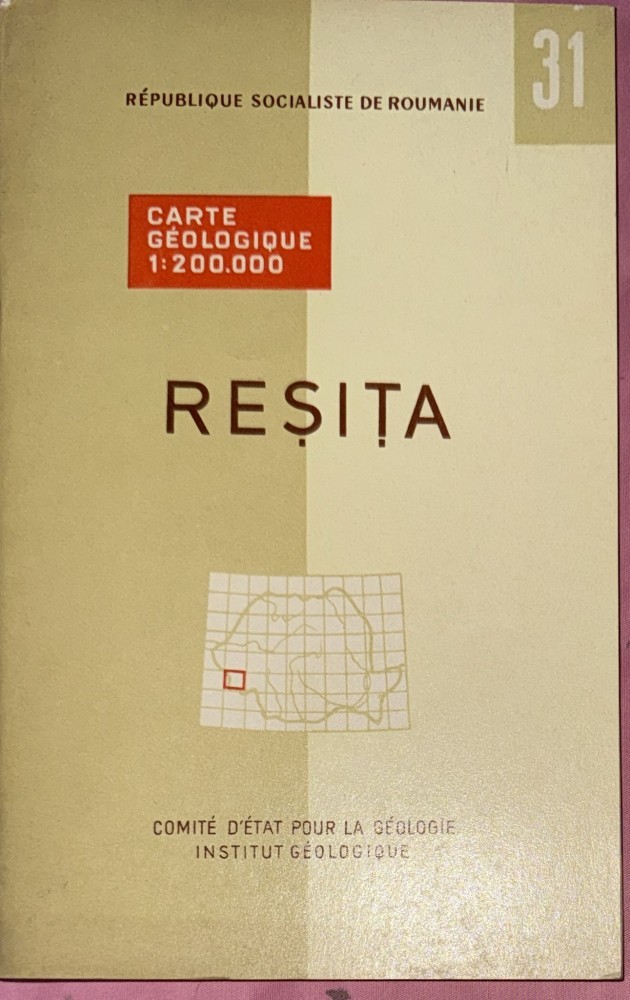 31
RÉPUBLIQUE SOCIALISTE DE ROUMANIE
CARTE
GÉOLOGIQUE
1:200.000
REȘIȚA
COMITÉ D'ÉTAT POUR LA GÉOLOGIE
INSTITUT GÉOLOGIQUE